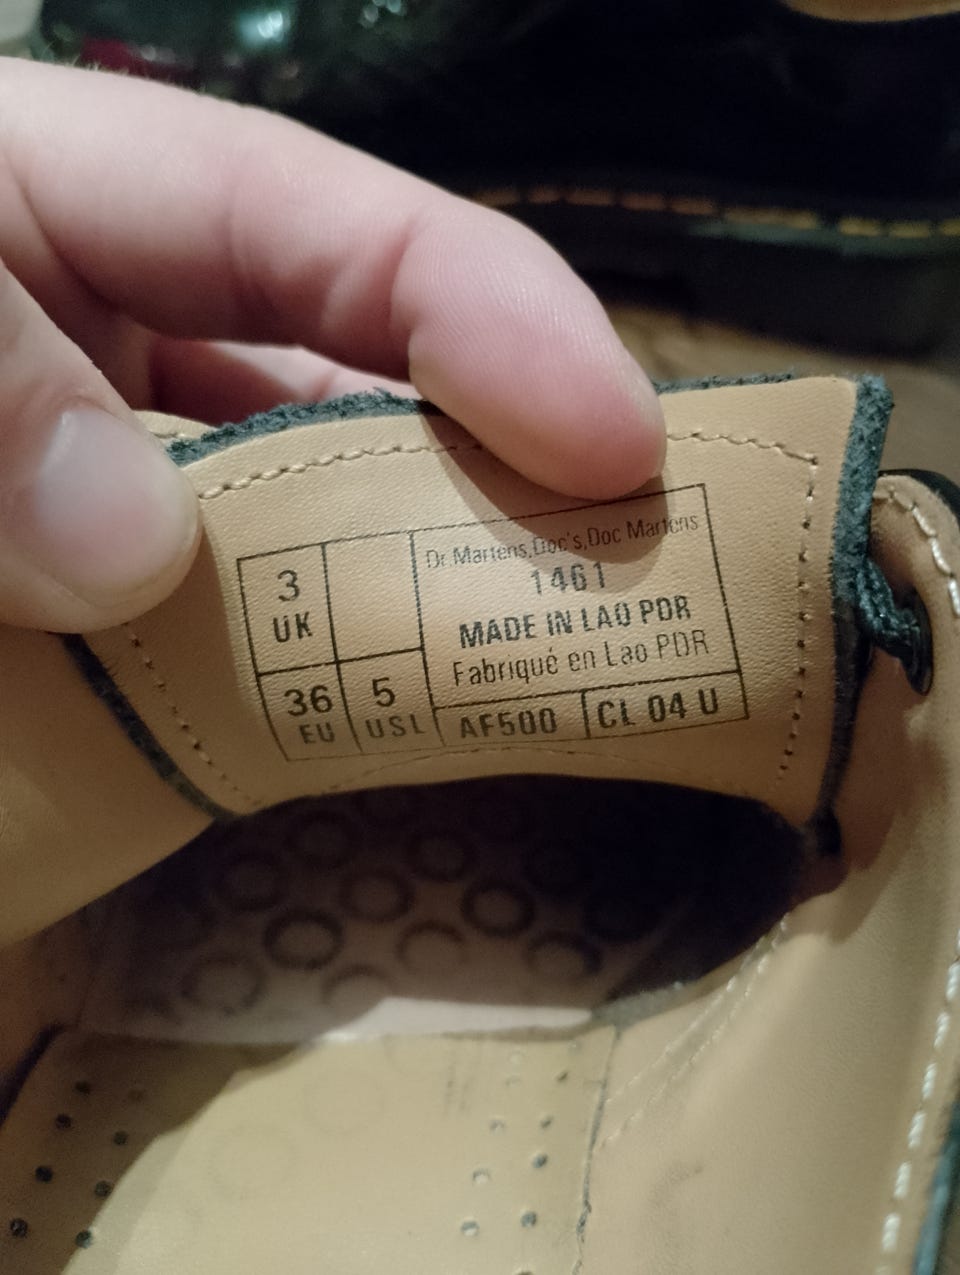 3
UK
36
EU
5
USL
Dr.Martens,Doc's,Doc Martens
1461
MADE IN LAO PDR
Fabriqué en Lao PDR
AF500
CL 04 U